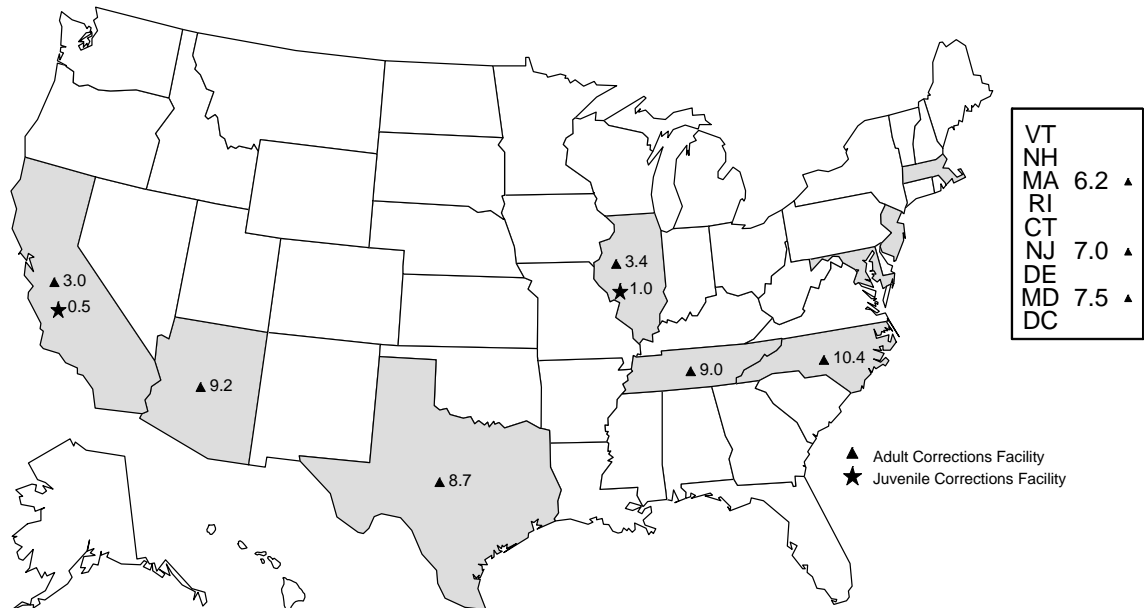 VT
NH
MA 6.2 ▲
RI
CT
NJ 7.0 ▲
DE
MD 7.5 ▲
DC
▲ 3.0
★ 0.5
▲ 3.4
★ 1.0
▲ 9.2
▲ 9.0
▲ 10.4
▲ 8.7
▲ Adult Corrections Facility
★ Juvenile Corrections Facility